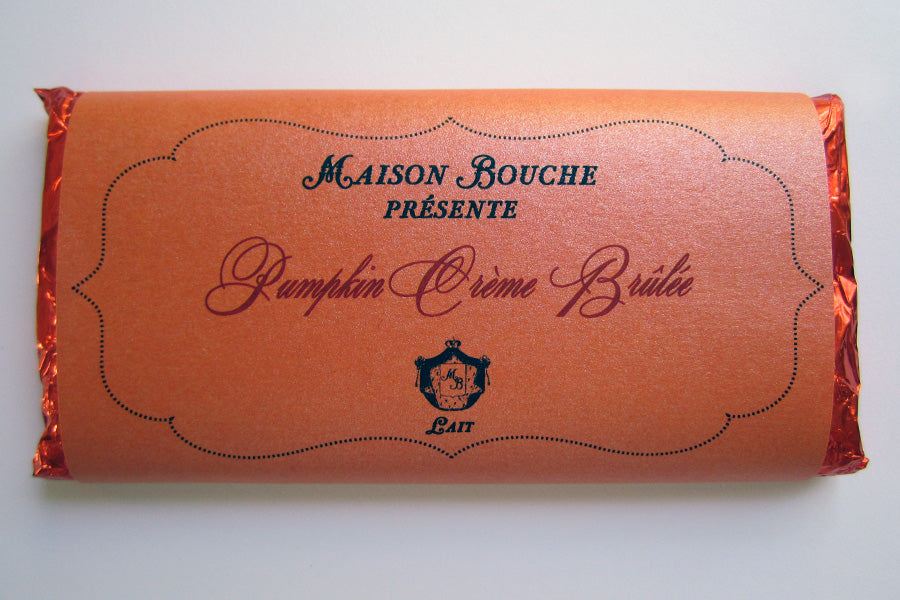 MAISON BOUCHE
PRÉSENTE
Pumpkin Crème Brûlée
MB
LAIT